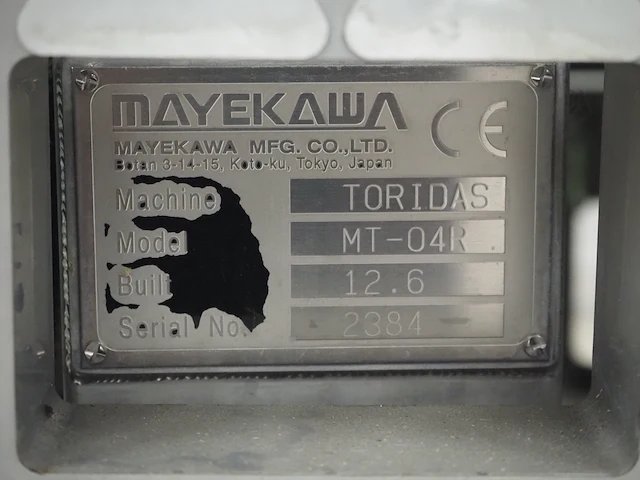 MAYEKAWA
MAYEKAWA MFG. CO.,LTD.
Botan 3-14-15, Koto-ku, Tokyo, Japan
CE
Machine TORIDAS
Model MT-04R
Built 12.6
Serial No. 2384